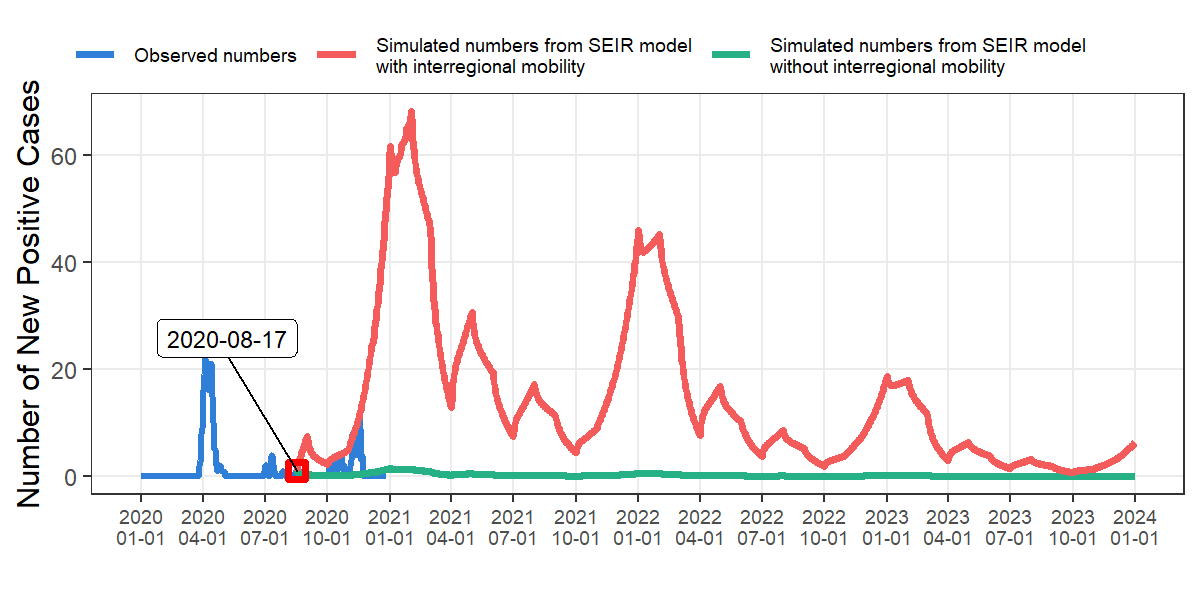 Observed numbers
Simulated numbers from SEIR model
with interregional mobility
Simulated numbers from SEIR model
without interregional mobility
Number of New Positive Cases
60
40
20
0
2020-08-17
2020 2020 2020 2020 2021 2021 2021 2021 2022 2022 2022 2022 2023 2023 2023 2023 2024
01-01 04-01 07-01 10-01 01-01 04-01 07-01 10-01 01-01 04-01 07-01 10-01 01-01 04-01 07-01 10-01 01-01